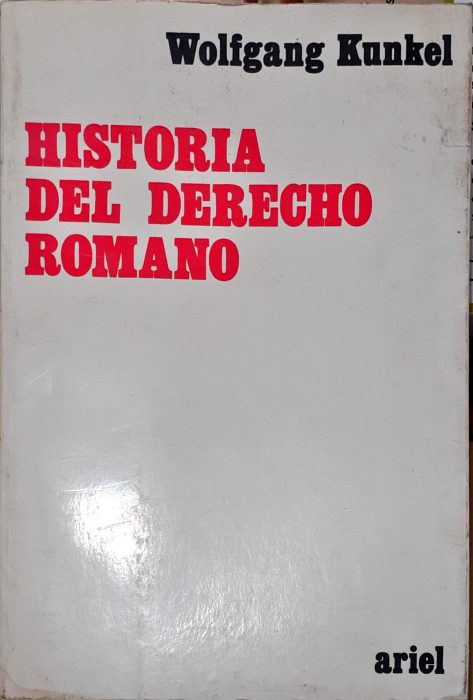 Wolfgang Kunkel
HISTORIA
DEL DERECHO
ROMANO
ariel